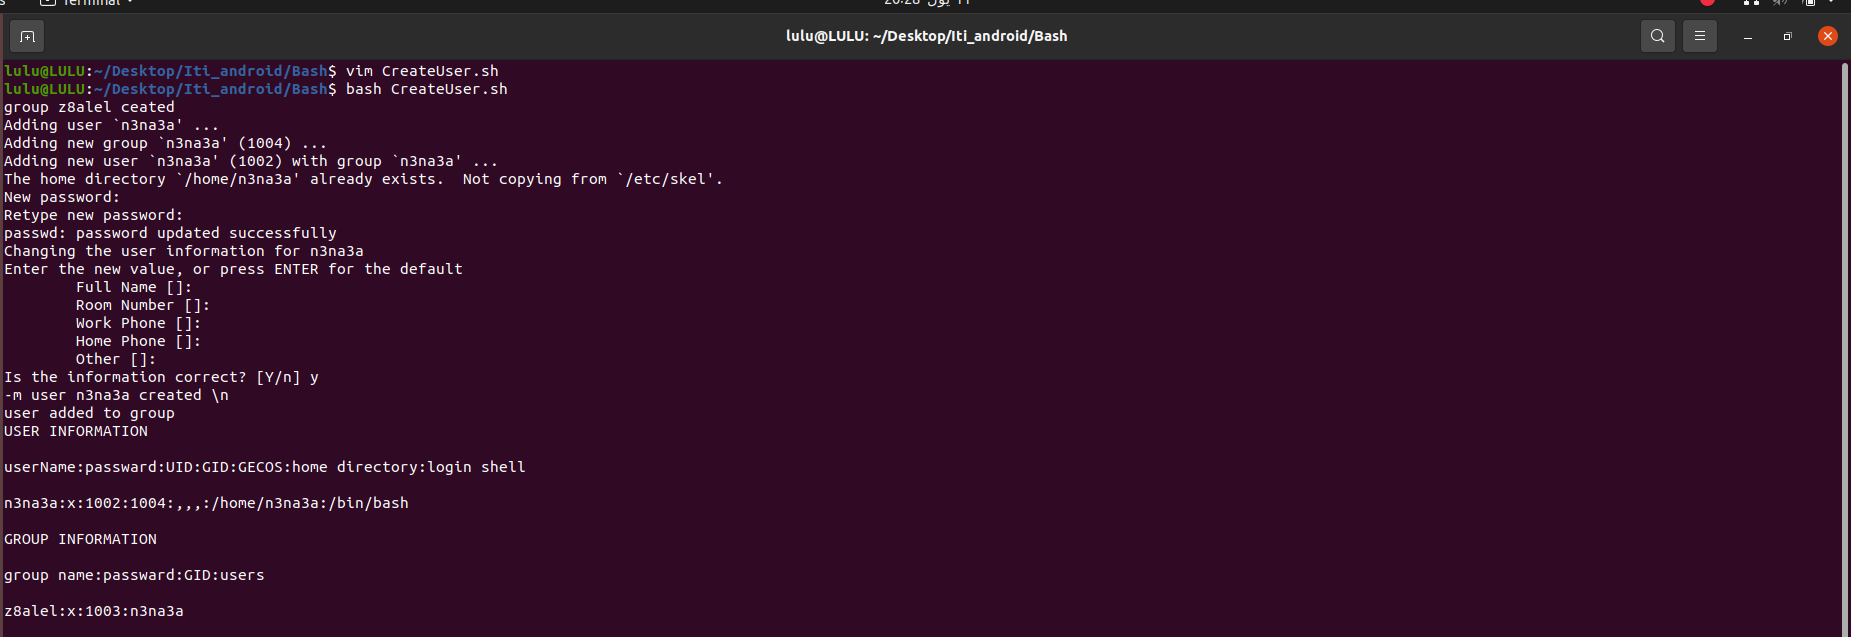 Terminal
20:28 ١١ يول
lulu@LULU: ~/Desktop/Iti_android/Bash
lulu@LULU:~/Desktop/Iti_android/Bash$ vim CreateUser.sh
lulu@LULU:~/Desktop/Iti_android/Bash$ bash CreateUser.sh
group z8alel ceated
Adding user `n3na3a' ...
Adding new group `n3na3a' (1004) ...
Adding new user `n3na3a' (1002) with group `n3na3a' ...
The home directory `/home/n3na3a' already exists.  Not copying from `/etc/skel'.
New password:
Retype new password:
passwd: password updated successfully
Changing the user information for n3na3a
Enter the new value, or press ENTER for the default
Full Name []:
Room Number []:
Work Phone []:
Home Phone []:
Other []:
Is the information correct? [Y/n] y
-m user n3na3a created \n
user added to group
USER INFORMATION
userName:passward:UID:GID:GECOS:home directory:login shell
n3na3a:x:1002:1004:,,,:/home/n3na3a:/bin/bash
GROUP INFORMATION
group name:passward:GID:users
z8alel:x:1003:n3na3a